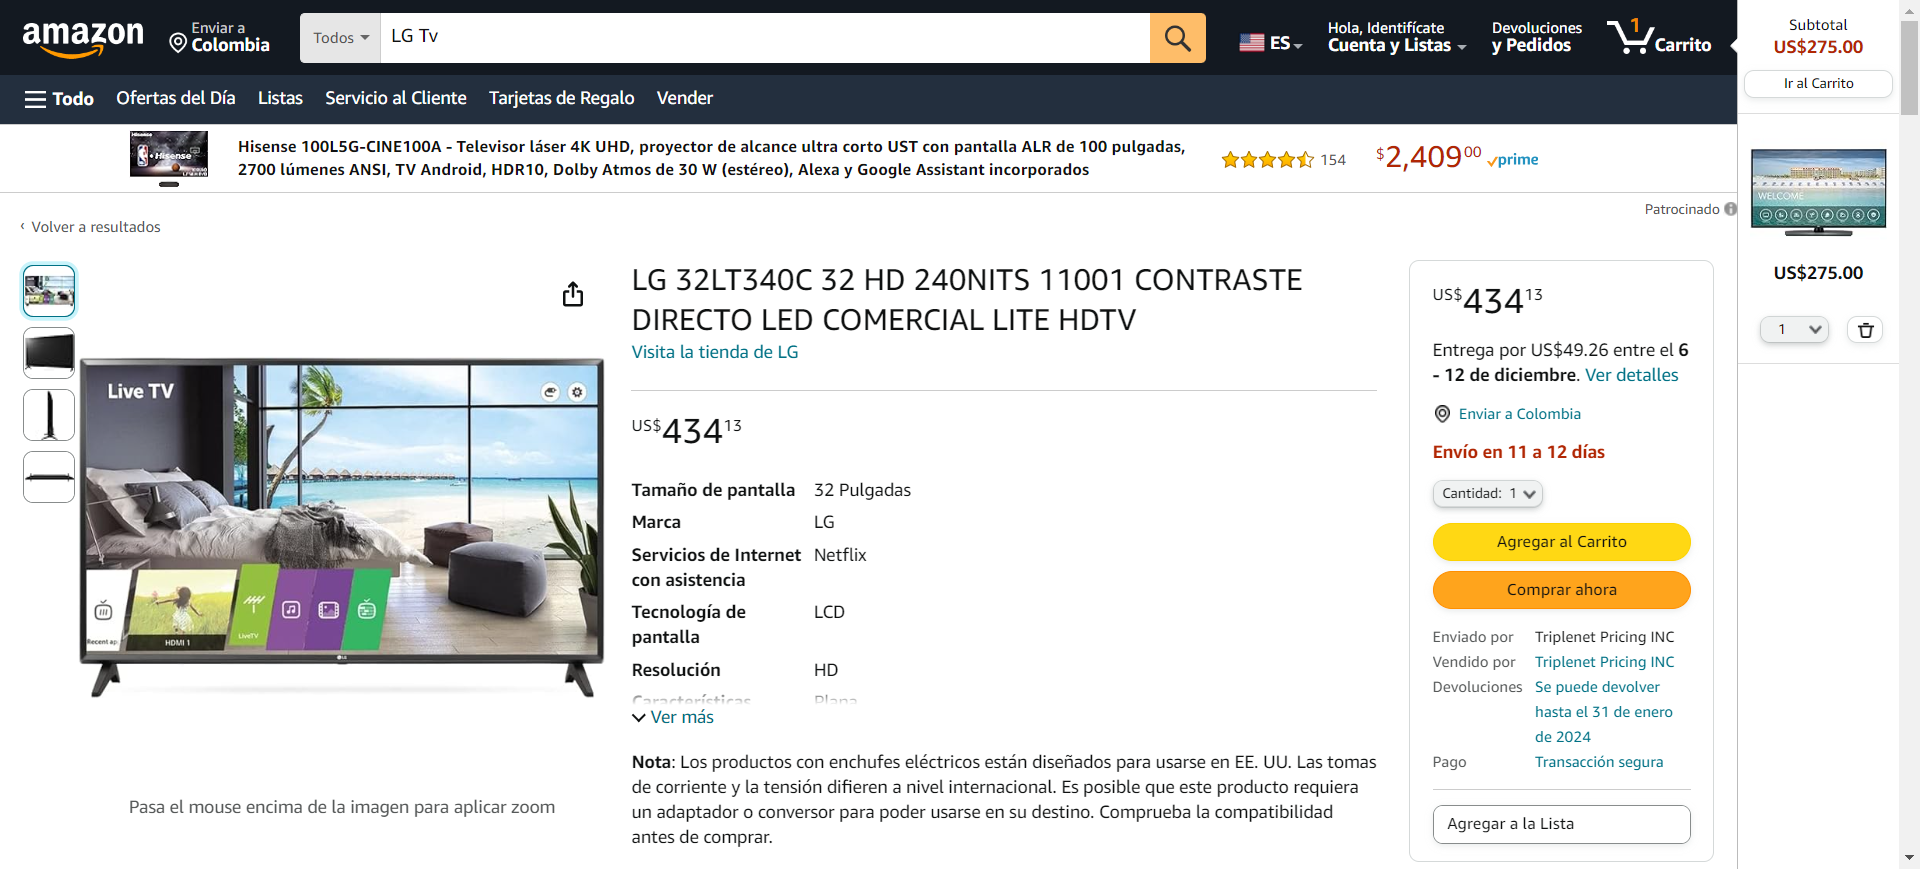 amazon
Enviar a
Colombia
Todos
LG Tv
ES
Hola, Identifícate
Cuenta y Listas
Devoluciones
y Pedidos
1
Carrito
Subtotal
US$275.00
Ir al Carrito
Todo
Ofertas del Día
Listas
Servicio al Cliente
Tarjetas de Regalo
Vender
Hisense
Hisense
Hisense 100L5G-CINE100A - Televisor láser 4K UHD, proyector de alcance ultra corto UST con pantalla ALR de 100 pulgadas,
2700 lúmenes ANSI, TV Android, HDR10, Dolby Atmos de 30 W (estéreo), Alexa y Google Assistant incorporados
154
$2,40900
prime
Patrocinado
‹ Volver a resultados
WELCOME
US$275.00
1
LG 32LT340C 32 HD 240NITS 11001 CONTRASTE
DIRECTO LED COMERCIAL LITE HDTV
Visita la tienda de LG
US$43413
Tamaño de pantalla 32 Pulgadas
Marca LG
Servicios de Internet Netflix
con asistencia
Tecnología de LCD
pantalla
Resolución HD
Características Plana
Ver más
Nota: Los productos con enchufes eléctricos están diseñados para usarse en EE. UU. Las tomas
de corriente y la tensión difieren a nivel internacional. Es posible que este producto requiera
un adaptador o conversor para poder usarse en su destino. Comprueba la compatibilidad
antes de comprar.
Live TV
Recent ap
HDMI 1
LiveTV
LG
Pasa el mouse encima de la imagen para aplicar zoom
US$43413
Entrega por US$49.26 entre el 6
- 12 de diciembre. Ver detalles
Enviar a Colombia
Envío en 11 a 12 días
Cantidad: 1
Agregar al Carrito
Comprar ahora
Enviado por Triplenet Pricing INC
Vendido por Triplenet Pricing INC
Devoluciones Se puede devolver
hasta el 31 de enero
de 2024
Pago Transacción segura
Agregar a la Lista